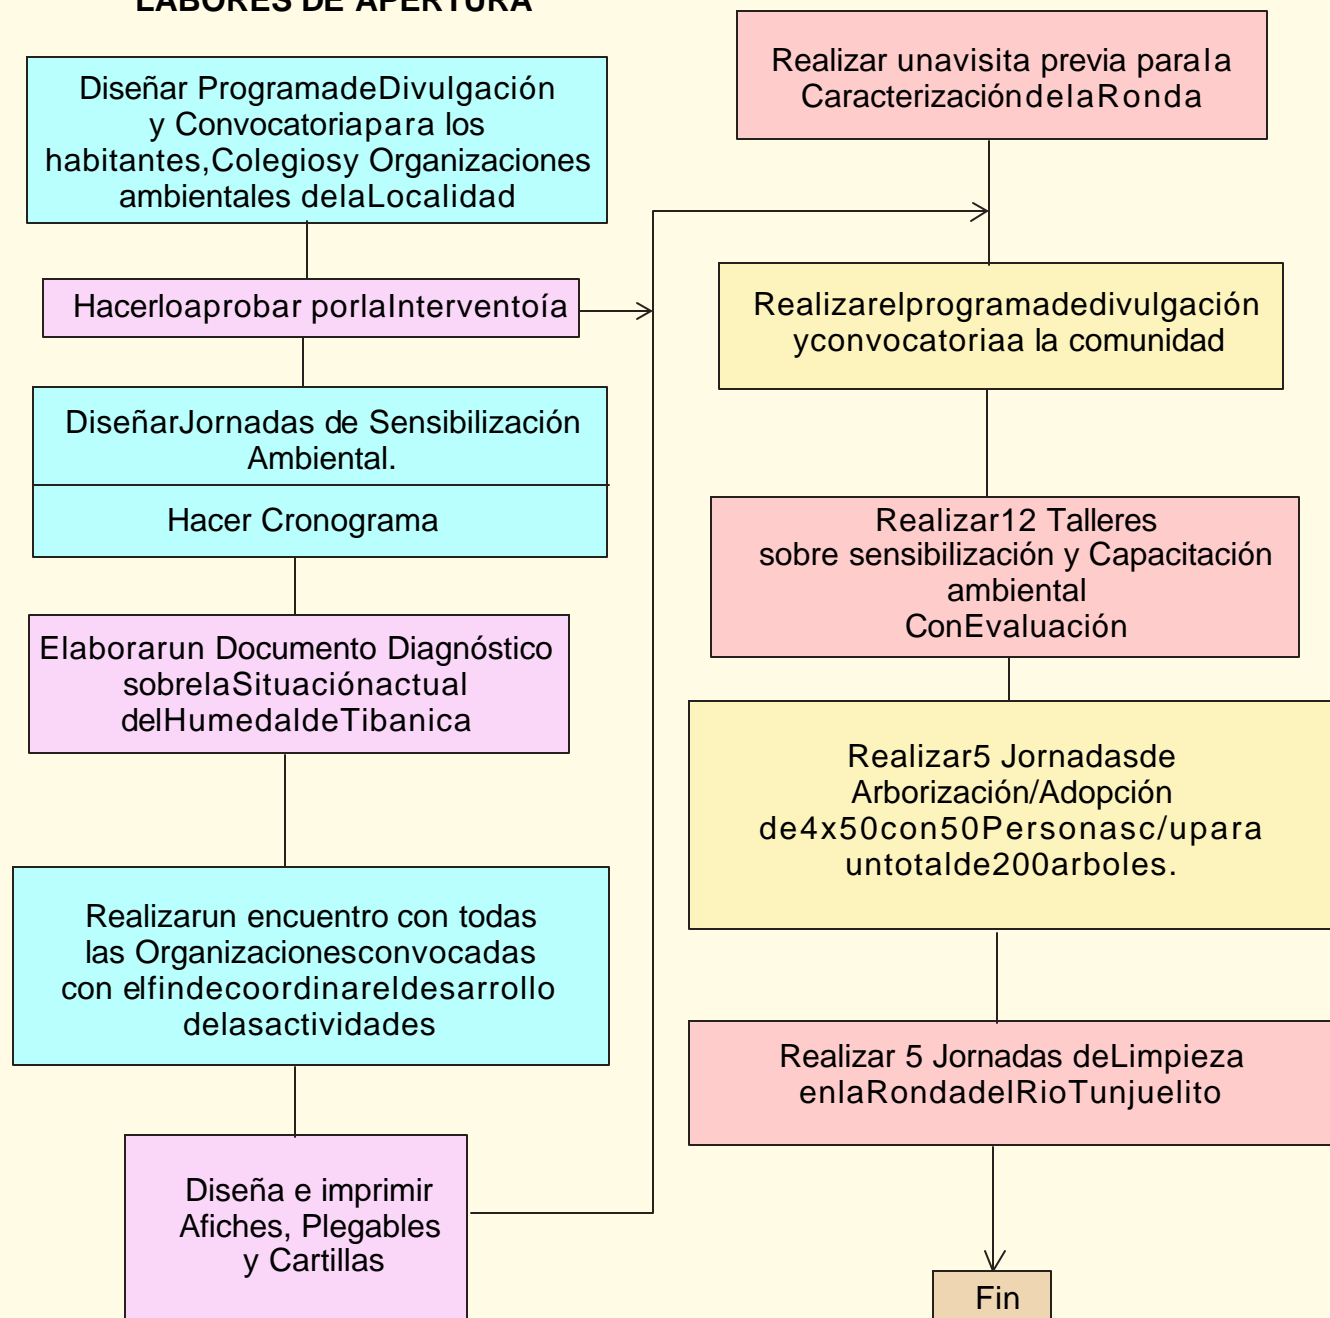 LABORES DE APERTURA
Diseñar ProgramadeDivulgación
y Convocatoriapara los
habitantes,Colegiosy Organizaciones
ambientales delaLocalidad
Hacerloaprobar porlaInterventoía
DiseñarJornadas de Sensibilización
Ambiental.
Hacer Cronograma
Elaborarun Documento Diagnóstico
sobrelaSituaciónactual
delHumedaldeTibanica
Realizarun encuentro con todas
las Organizacionesconvocadas
con elfindecoordinareldesarrollo
delasactividades
Diseña e imprimir
Afiches, Plegables
y Cartillas
Realizar unavisita previa parala
CaracterizacióndelaRonda
Realizarelprogramadedivulgación
yconvocatoriaa la comunidad
Realizar12 Talleres
sobre sensibilización y Capacitación
ambiental
ConEvaluación
Realizar5 Jornadasde
Arborización/Adopción
de4x50con50Personasc/upara
untotalde200arboles.
Realizar 5 Jornadas deLimpieza
enlaRondadelRioTunjuelito
Fin